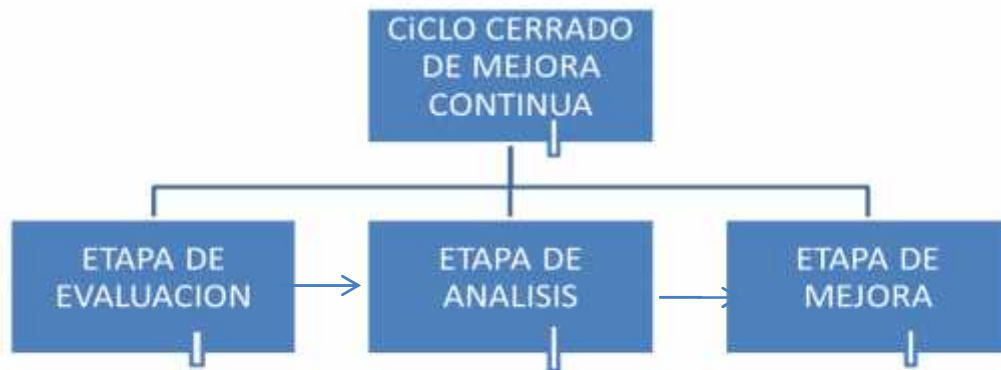 CiCLO CERRADO
DE MEJORA
CONTINUA
ETAPA DE
EVALUACION
ETAPA DE
ANALISIS
ETAPA DE
MEJORA